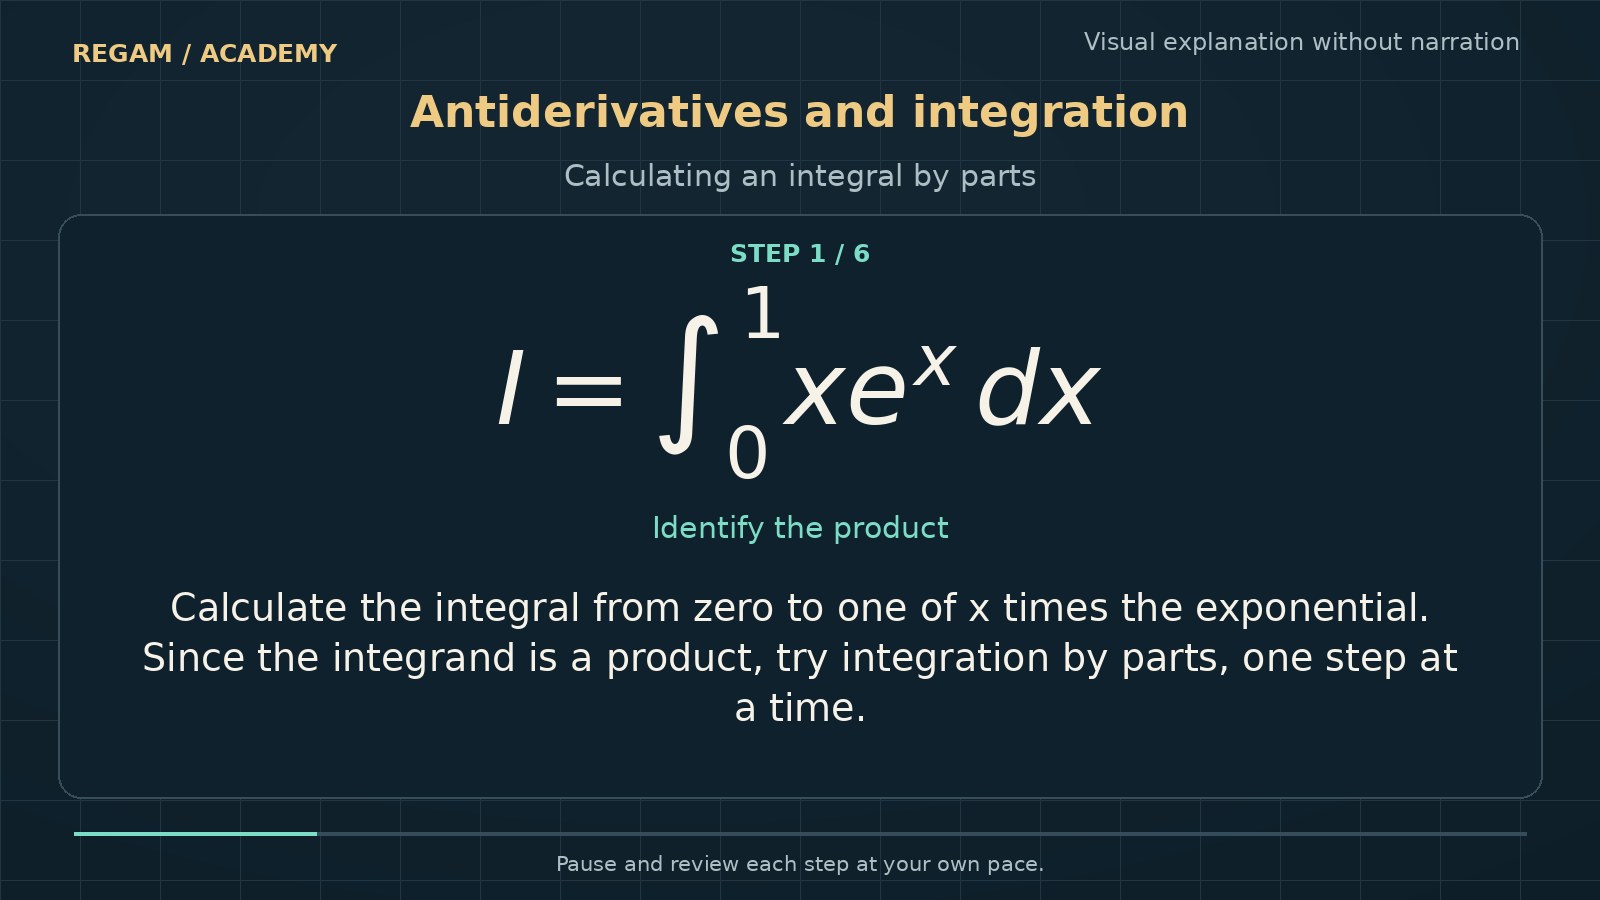 REGAM / ACADEMY
Visual explanation without narration
Antiderivatives and integration
Calculating an integral by parts
STEP 1 / 6
I = ∫₀¹ xeˣ dx
Identify the product
Calculate the integral from zero to one of x times the exponential.
Since the integrand is a product, try integration by parts, one step at
a time.
Pause and review each step at your own pace.